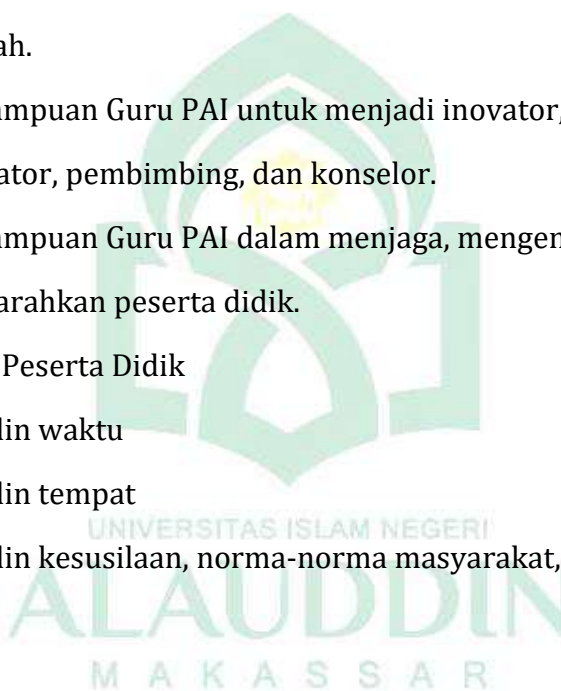 ah.
ampuan Guru PAI untuk menjadi inovator,
ator, pembimbing, dan konselor.
ampuan Guru PAI dalam menjaga, mengen
arahkan peserta didik.
Peserta Didik
lin waktu
lin tempat
UNIVERSITAS ISLAM NEGERI
lin kesusilaan, norma-norma masyarakat,
ALAUDDIN
MAKASSAR